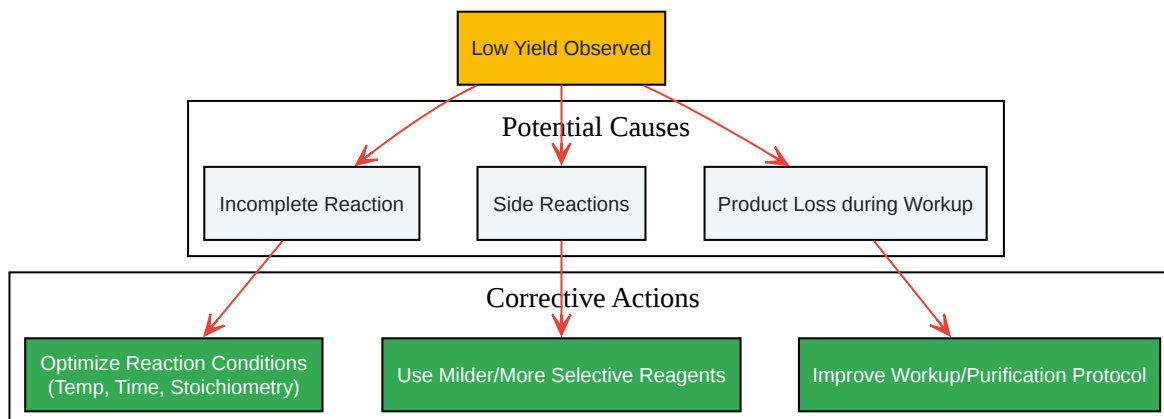 Low Yield Observed
Potential Causes
Incomplete Reaction
Side Reactions
Product Loss during Workup
Corrective Actions
Optimize Reaction Conditions
(Temp, Time, Stoichiometry)
Use Milder/More Selective Reagents
Improve Workup/Purification Protocol